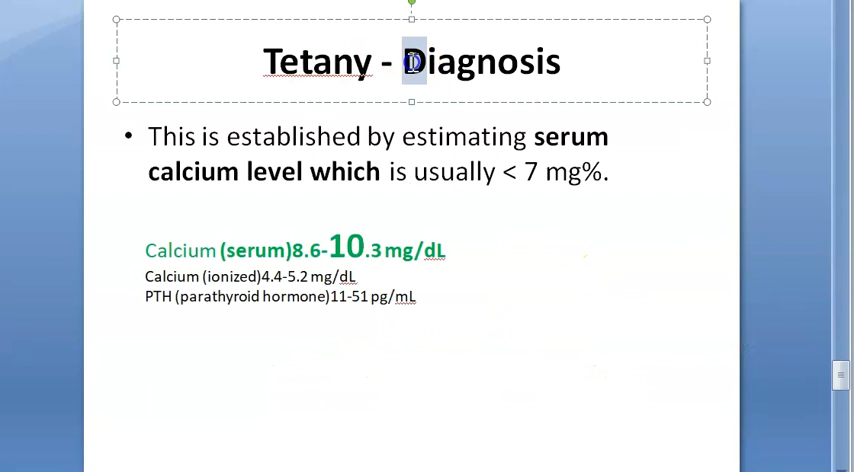 Tetany - Diagnosis
• This is established by estimating serum
calcium level which is usually < 7 mg%.
Calcium (serum)8.6-10.3 mg/dL
Calcium (ionized)4.4-5.2 mg/dL
PTH (parathyroid hormone)11-51 pg/mL